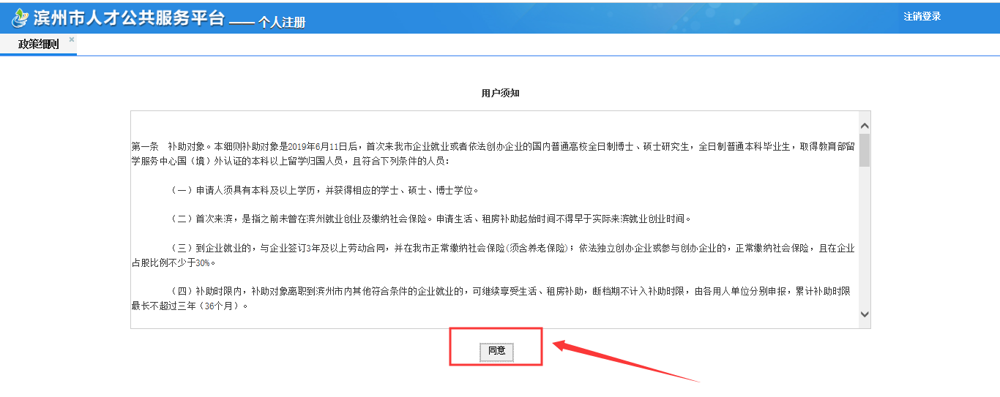 滨州市人才公共服务平台 —— 个人注册
注销登录
政策细则
用户须知
第一条 补助对象。本细则补助对象是2019年6月11日后，首次来我市企业就业或者依法创办企业的国内普通高校全日制博士、硕士研究生，全日制普通本科毕业生，取得教育部留
学服务中心国（境）外认证的本科以上留学归国人员，且符合下列条件的人员：
（一）申请人须具有本科及以上学历，并获得相应的学士、硕士、博士学位。
（二）首次来滨，是指之前未曾在滨州就业创业及缴纳社会保险。申请生活、租房补助起始时间不得早于实际来滨就业创业时间。
（三）到企业就业的，与企业签订3年及以上劳动合同，并在我市正常缴纳社会保险(须含养老保险)；依法独立创办企业或参与创办企业的，正常缴纳社会保险，且在企业
占股比例不少于30%。
（四）补助时限内，补助对象离职到滨州市内其他符合条件的企业就业的，可继续享受生活、租房补助，断档期不计入补助时限，由各用人单位分别申报，累计补助时限
最长不超过三年（36个月）。
同意